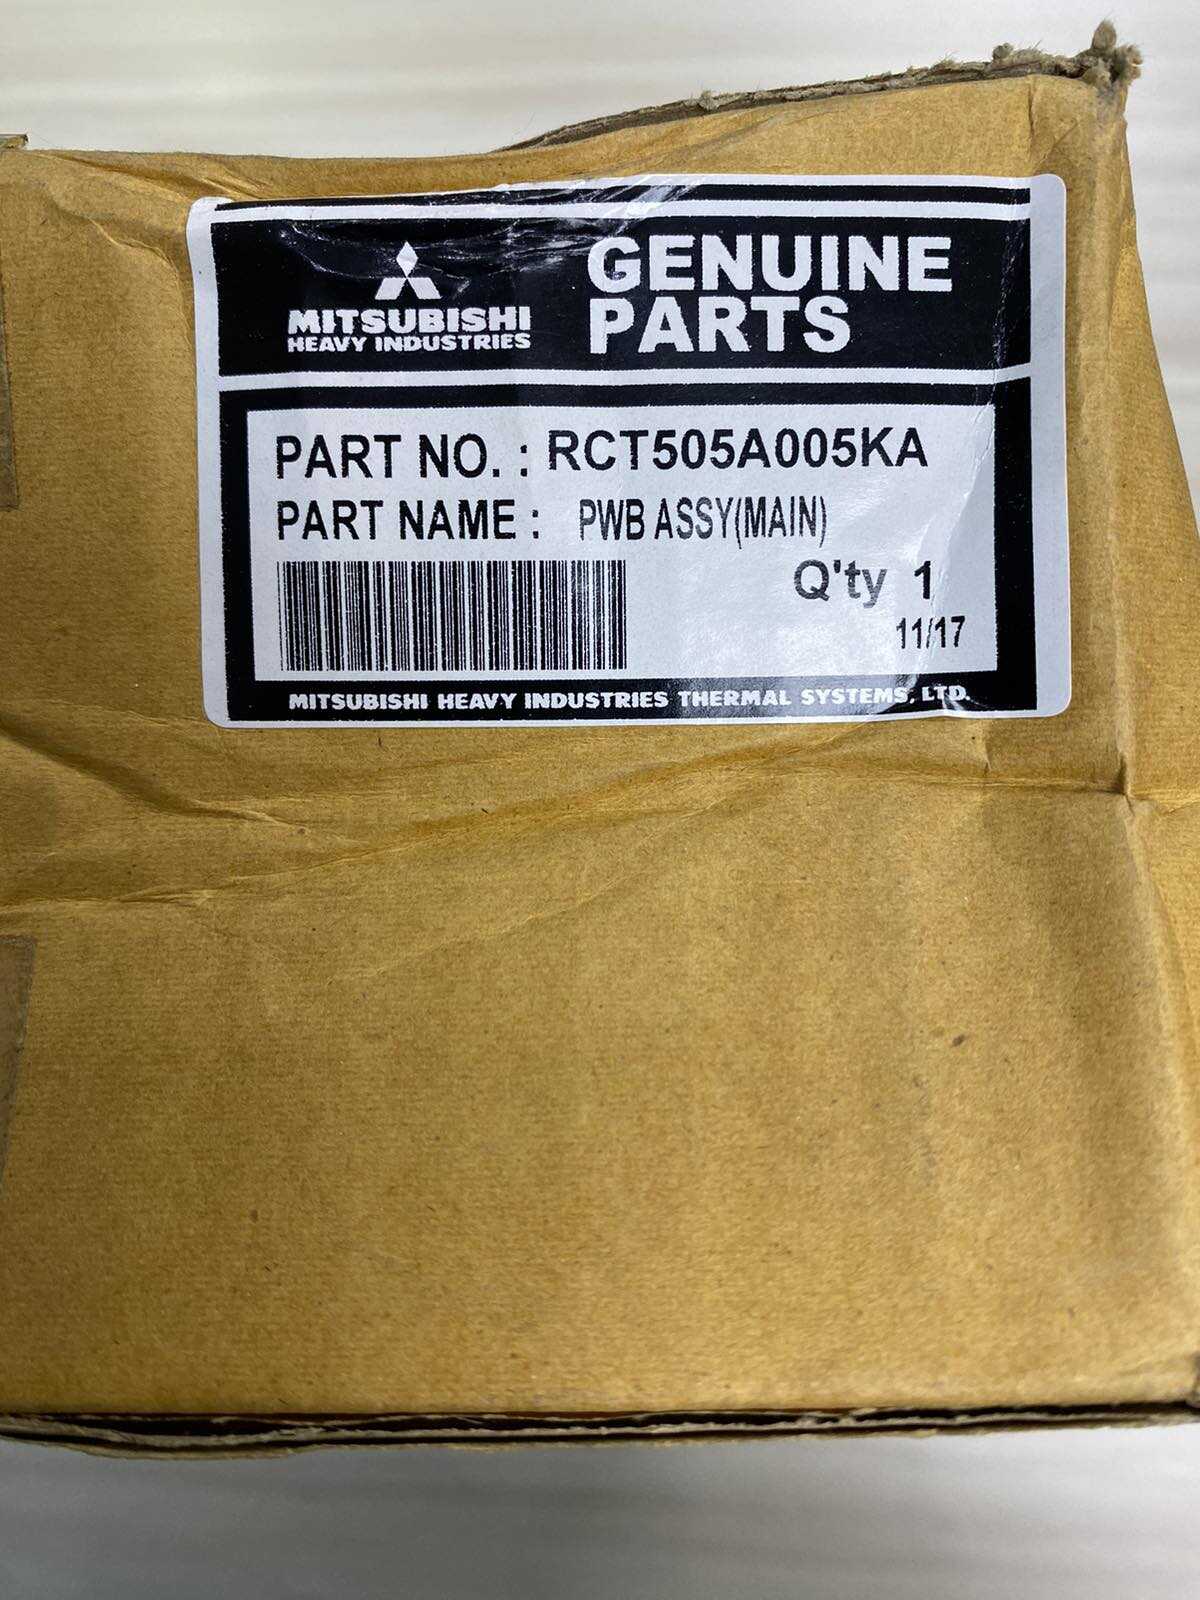 MITSUBISHI
HEAVY INDUSTRIES
GENUINE
PARTS
PART NO. : RCT505A005KA
PART NAME : PWB ASSY(MAIN)
Q'ty 1
11/17
MITSUBISHI HEAVY INDUSTRIES THERMAL SYSTEMS, LTD.